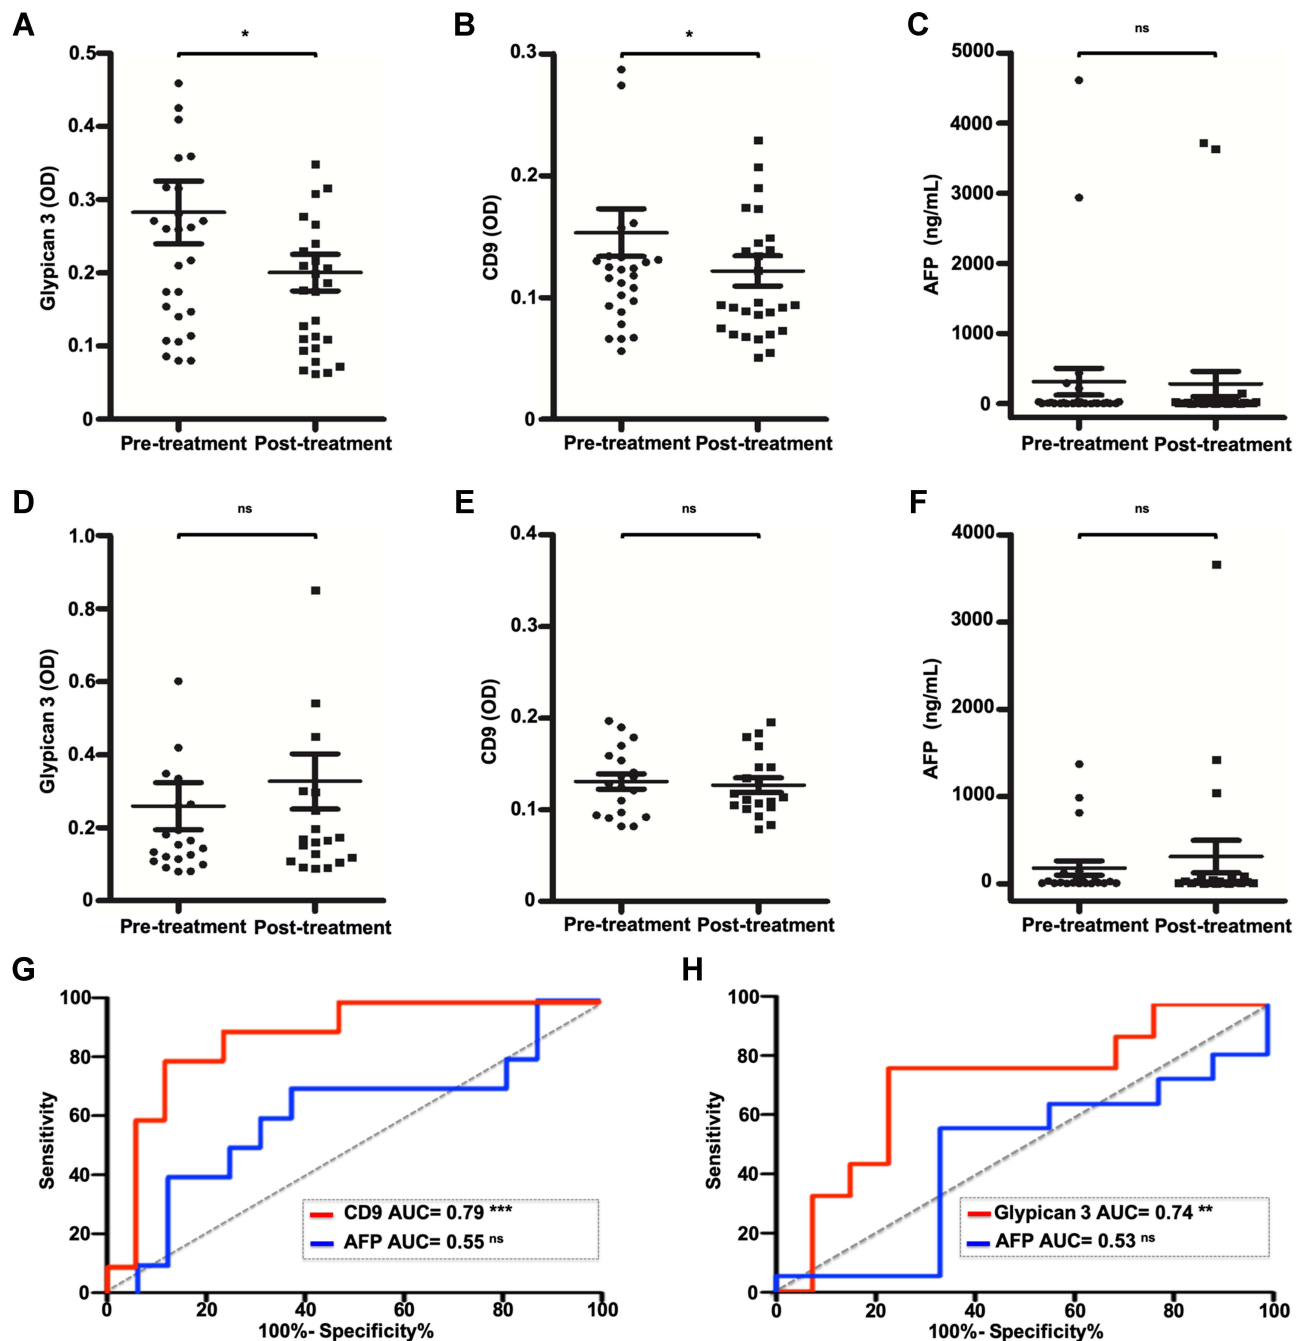 A
*
0.5
0.4
0.3
0.2
0.1
0
Glypican 3 (OD)
Pre-treatment Post-treatment
B
*
0.3
0.2
0.1
0
CD9 (OD)
Pre-treatment Post-treatment
C
ns
5000
4000
3000
2000
1000
0
AFP (ng/mL)
Pre-treatment Post-treatment
D
ns
1.0
0.8
0.6
0.4
0.2
0
Glypican 3 (OD)
Pre-treatment Post-treatment
E
ns
0.4
0.3
0.2
0.1
0
CD9 (OD)
Pre-treatment Post-treatment
F
ns
4000
3000
2000
1000
0
AFP (ng/mL)
Pre-treatment Post-treatment
G
100
80
60
40
20
0
Sensitivity
CD9 AUC= 0.79 ***
AFP AUC= 0.55 ns
0 20 40 60 80 100
100%- Specificity%
H
100
80
60
40
20
0
Sensitivity
Glypican 3 AUC= 0.74 **
AFP AUC= 0.53 ns
0 20 40 60 80 100
100%- Specificity%